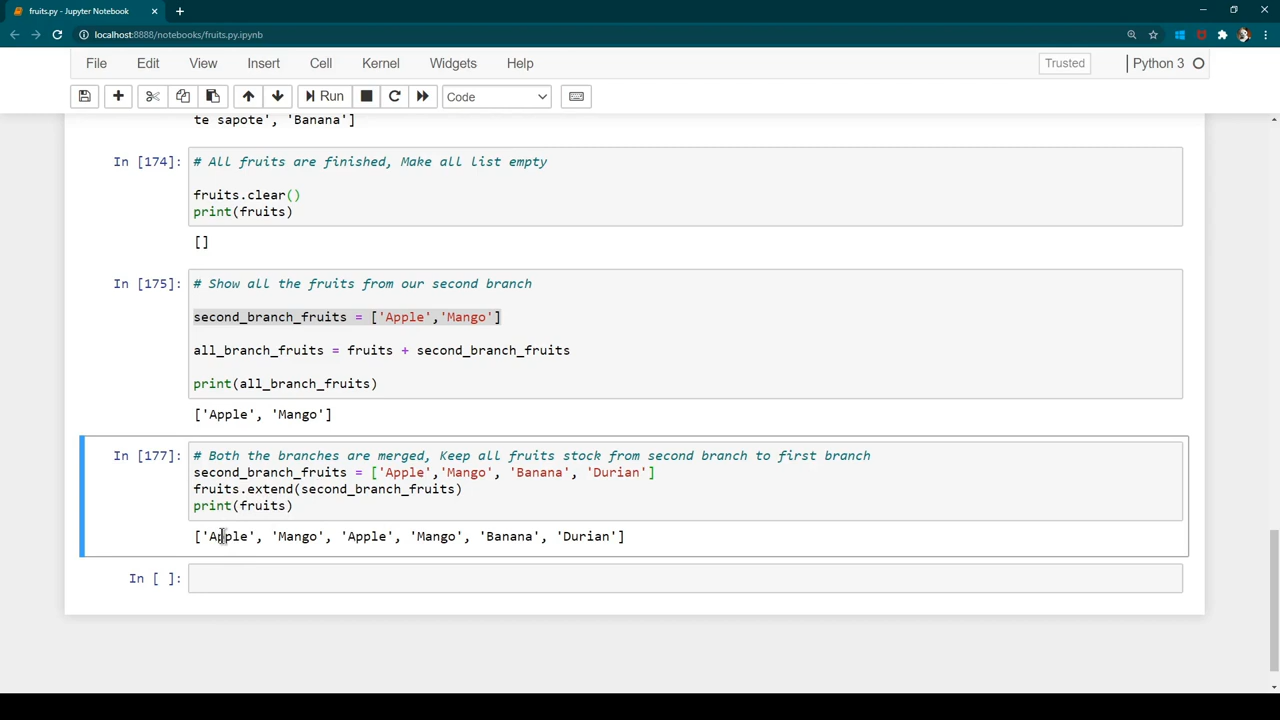 fruits.py - Jupyter Notebook
localhost:8888/notebooks/fruits.py.ipynb
File Edit View Insert Cell Kernel Widgets Help Trusted Python 3
Run Code
te sapote', 'Banana']
In [174]: # All fruits are finished, Make all list empty
fruits.clear()
print(fruits)
[]
In [175]: # Show all the fruits from our second branch
second_branch_fruits = ['Apple','Mango']
all_branch_fruits = fruits + second_branch_fruits
print(all_branch_fruits)
['Apple', 'Mango']
In [177]: # Both the branches are merged, Keep all fruits stock from second branch to first branch
second_branch_fruits = ['Apple','Mango', 'Banana', 'Durian']
fruits.extend(second_branch_fruits)
print(fruits)
['Apple', 'Mango', 'Apple', 'Mango', 'Banana', 'Durian']
In [ ]: